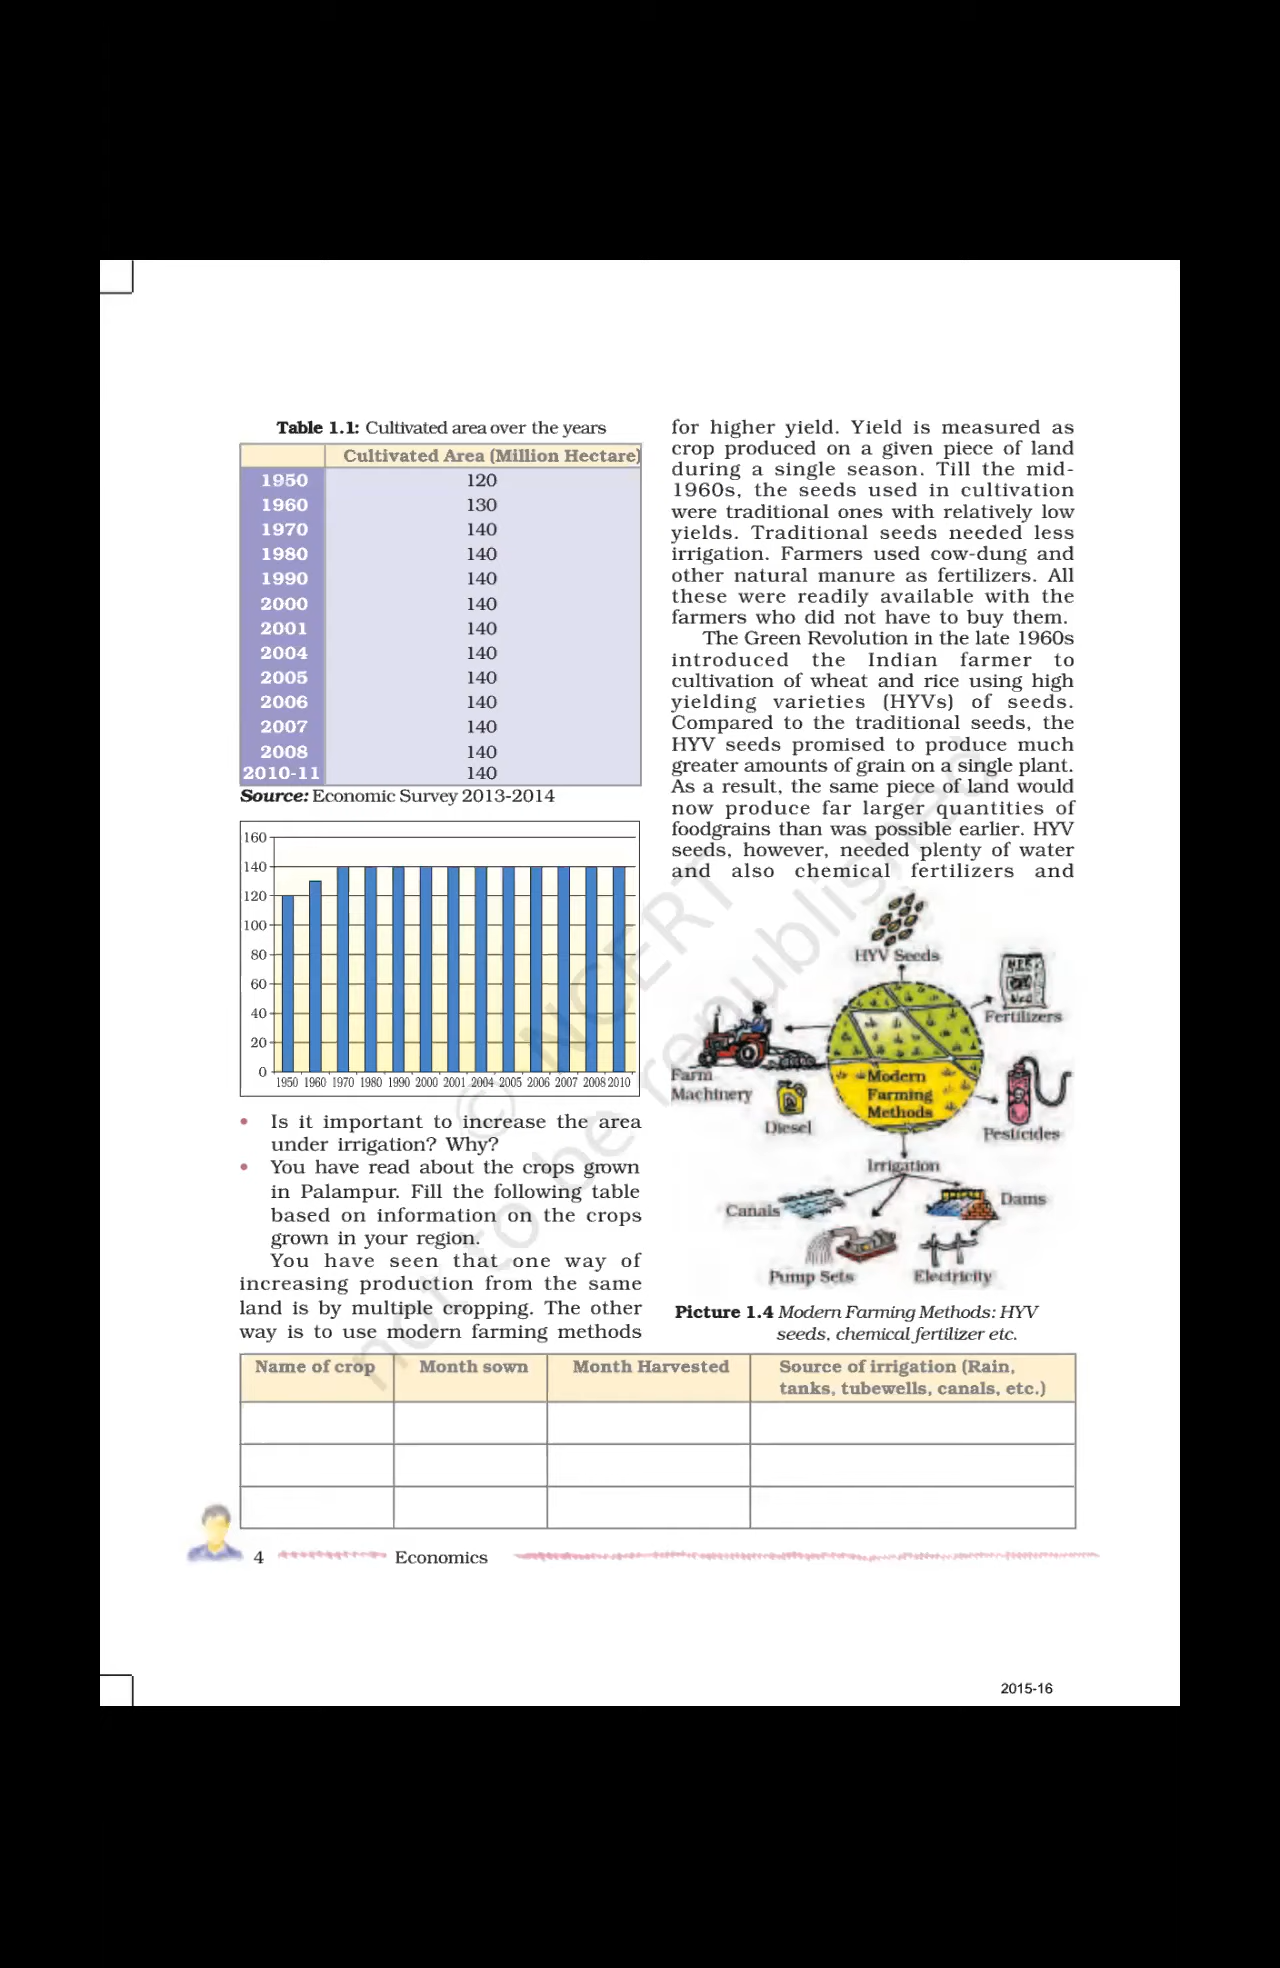 Table 1.1: Cultivated area over the years
Cultivated Area (Million Hectare)
1950 120
1960 130
1970 140
1980 140
1990 140
2000 140
2001 140
2004 140
2005 140
2006 140
2007 140
2008 140
2010-11 140
Source: Economic Survey 2013-2014
160
140
120
100
80
60
40
20
0
1950 1960 1970 1980 1990 2000 2001 2004 2005 2006 2007 2008 2010
• Is it important to increase the area
under irrigation? Why?
• You have read about the crops grown
in Palampur. Fill the following table
based on information on the crops
grown in your region.
You have seen that one way of
increasing production from the same
land is by multiple cropping. The other
way is to use modern farming methods
for higher yield. Yield is measured as
crop produced on a given piece of land
during a single season. Till the mid-
1960s, the seeds used in cultivation
were traditional ones with relatively low
yields. Traditional seeds needed less
irrigation. Farmers used cow-dung and
other natural manure as fertilizers. All
these were readily available with the
farmers who did not have to buy them.
The Green Revolution in the late 1960s
introduced the Indian farmer to
cultivation of wheat and rice using high
yielding varieties (HYVs) of seeds.
Compared to the traditional seeds, the
HYV seeds promised to produce much
greater amounts of grain on a single plant.
As a result, the same piece of land would
now produce far larger quantities of
foodgrains than was possible earlier. HYV
seeds, however, needed plenty of water
and also chemical fertilizers and
HYV Seeds
Fertilizers
Farm
Machinery
Diesel
Modern
Farming
Methods
Pesticides
Irrigation
Canals
Dams
Pump Sets
Electricity
Picture 1.4 Modern Farming Methods: HYV
seeds, chemical fertilizer etc.
Name of crop Month sown Month Harvested Source of irrigation (Rain,
tanks, tubewells, canals, etc.)
4 Economics
2015-16
© NCERT
not to be republished